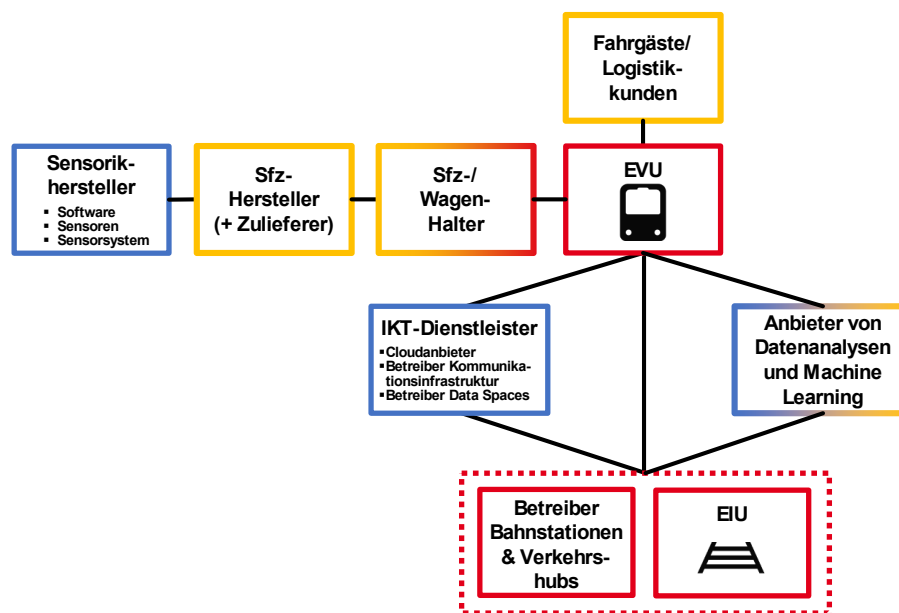 Fahrgäste/
Logistik-
kunden
Sensorik-
hersteller
▪ Software
▪ Sensoren
▪ Sensorsystem
Sfz-
Hersteller
(+ Zulieferer)
Sfz-/
Wagen-
Halter
EVU
IKT-Dienstleister
▪ Cloudanbieter
▪ Betreiber Kommunika-
tionsinfrastruktur
▪ Betreiber Data Spaces
Anbieter von
Datenanalysen
und Machine
Learning
Betreiber
Bahnstationen
& Verkehrs-
hubs
EIU